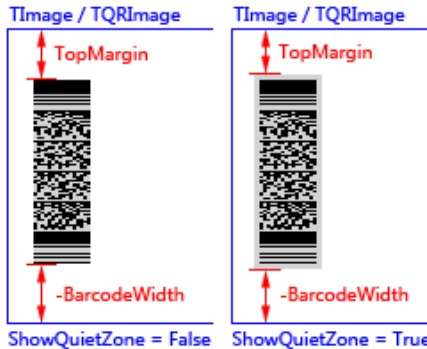 TImage / TQRImage
TopMargin
-BarcodeWidth
ShowQuietZone = False
TImage / TQRImage
TopMargin
-BarcodeWidth
ShowQuietZone = True